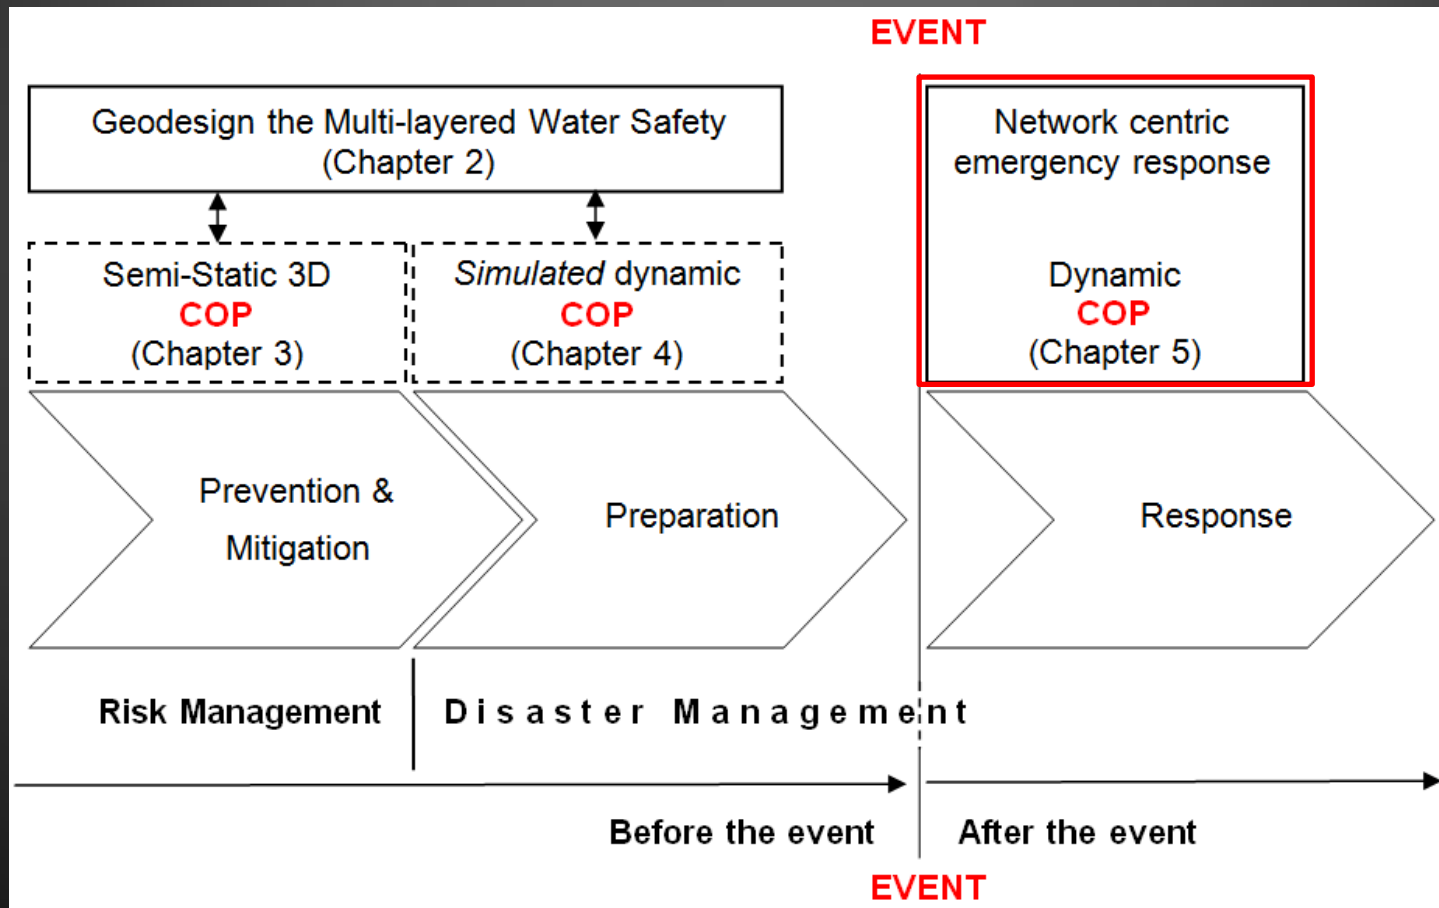 EVENT
Geodesign the Multi-layered Water Safety
(Chapter 2)
Network centric
emergency response
Semi-Static 3D
COP
(Chapter 3)
Simulated dynamic
COP
(Chapter 4)
Dynamic
COP
(Chapter 5)
Prevention &
Mitigation
Preparation
Response
Risk Management
Disaster Management
Before the event
After the event
EVENT